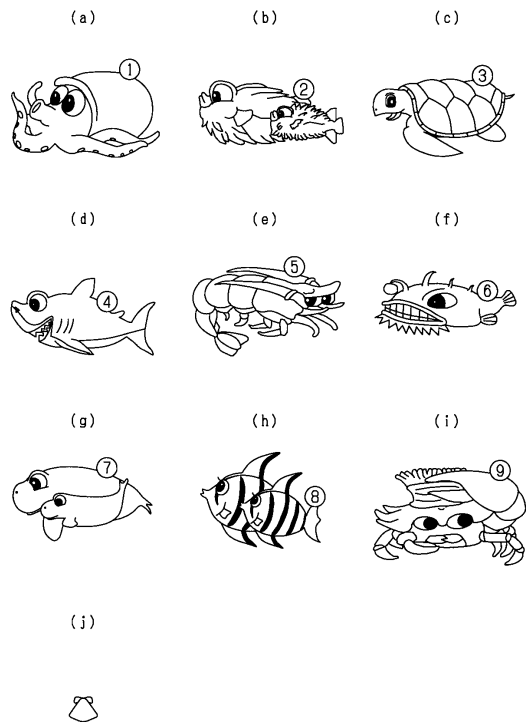 (a) (b) (c)
① ② ③
(d) (e) (f)
④ ⑤ ⑥
(g) (h) (i)
⑦ ⑧ ⑨
(j)